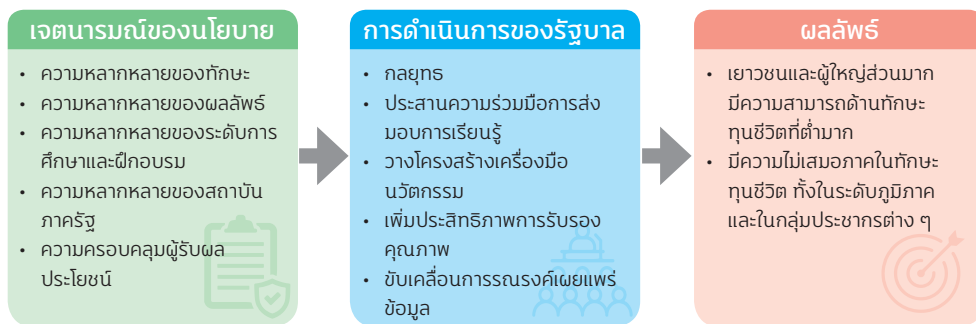 เจตนารมณ์ของนโยบาย
• ความหลากหลายของทักษะ
• ความหลากหลายของผลลัพธ์
• ความหลากหลายของระดับการ
ศึกษาและฝึกอบรม
• ความหลากหลายของสถาบัน
ภาครัฐ
• ความครอบคลุมผู้รับผล
ประโยชน์
การดำเนินการของรัฐบาล
• กลยุทธ
• ประสานความร่วมมือการส่ง
มอบการเรียนรู้
• วางโครงสร้างเครื่องมือ
นวัตกรรม
• เพิ่มประสิทธิภาพการรับรอง
คุณภาพ
• ขับเคลื่อนการรณรงค์เผยแพร่
ข้อมูล
ผลลัพธ์
• เยาวชนและผู้ใหญ่ส่วนมาก
มีความสามารถด้านทักษะ
ทุนชีวิตที่ต่ำมาก
• มีความไม่เสมอภาคในทักษะ
ทุนชีวิต ทั้งในระดับภูมิภาค
และในกลุ่มประชากรต่าง ๆ